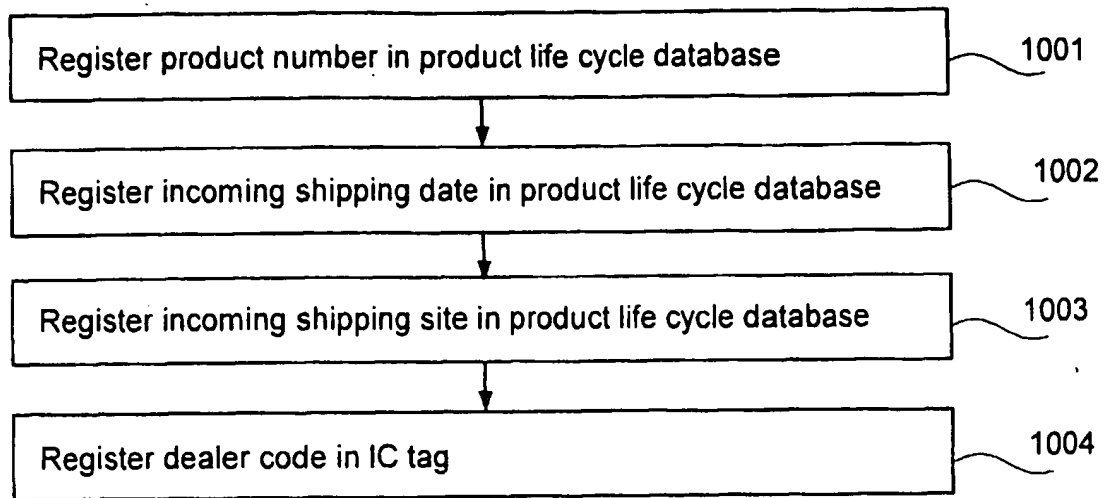 Register product number in product life cycle database
1001
Register incoming shipping date in product life cycle database
1002
Register incoming shipping site in product life cycle database
1003
Register dealer code in IC tag
1004